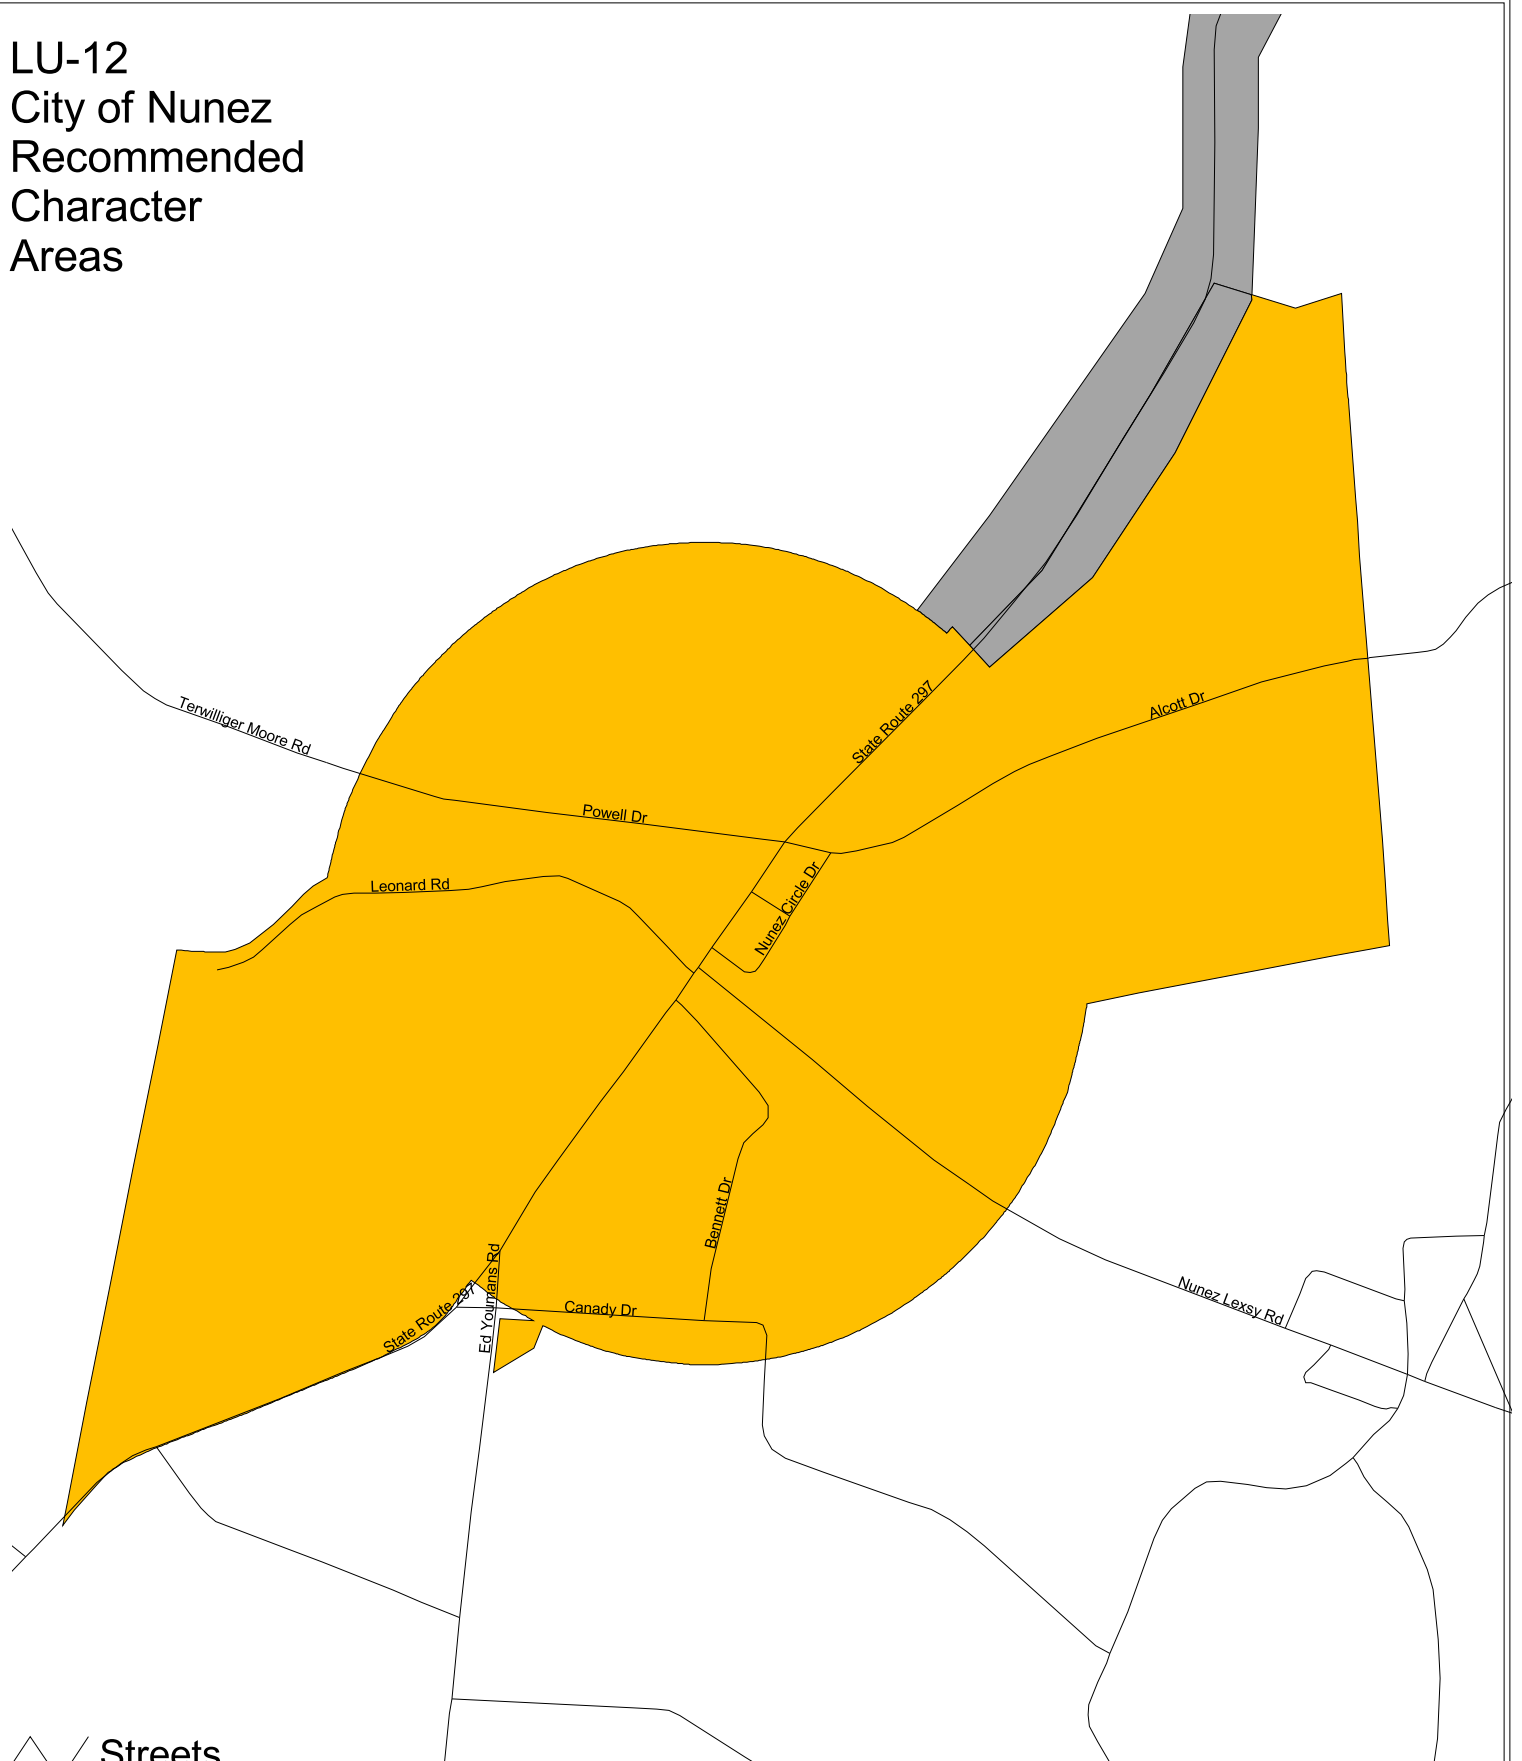 LU-12
City of Nunez
Recommended
Character
Areas
Terwilliger Moore Rd
State Route 297
Alcott Dr
Powell Dr
Leonard Rd
Nunez Circle Dr
Bennett Dr
Ed Youmans Rd
State Route 297
Canady Dr
Nunez Lexsy Rd
Streets